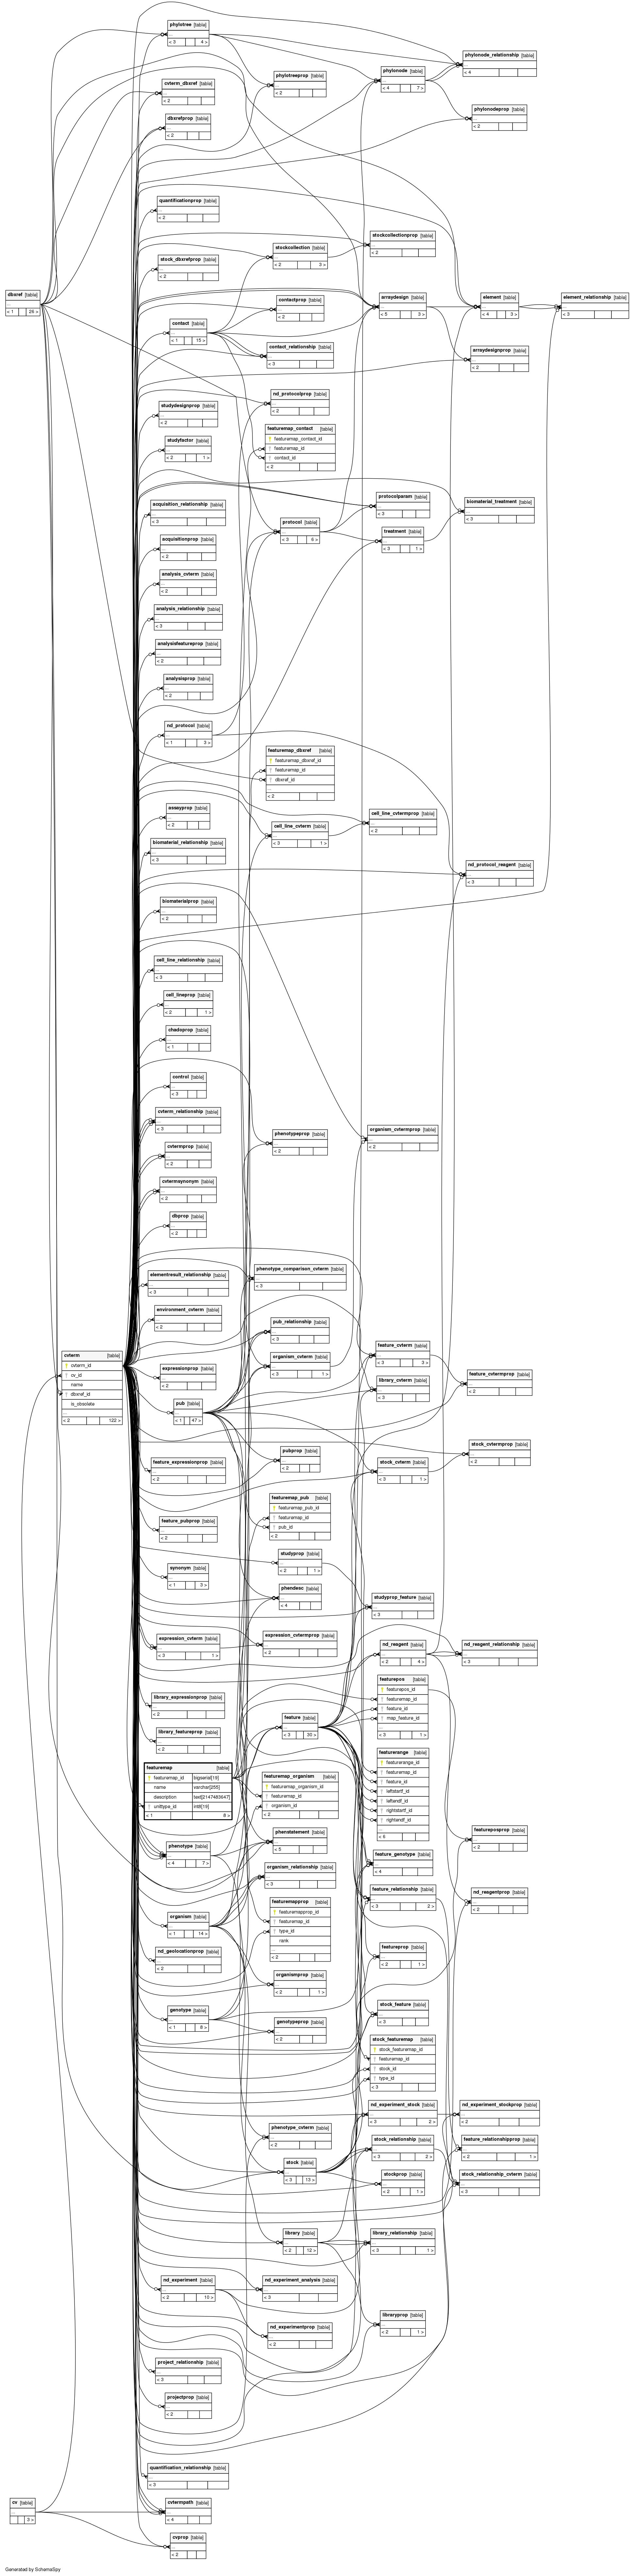 phylotree [table]
...
< 3 4 >
phylonode_relationship [table]
...
< 4
phylonode [table]
...
< 4 7 >
phylotreeprop [table]
...
< 2
cvterm_dbxref [table]
...
< 2
phylonodeprop [table]
...
< 2
dbxrefprop [table]
...
< 2
quantificationprop [table]
...
< 2
stockcollectionprop [table]
...
< 2
stockcollection [table]
...
< 2 3 >
stock_dbxrefprop [table]
...
< 2
dbxref [table]
...
< 1 26 >
contactprop [table]
...
< 2
arraydesign [table]
...
< 5 3 >
element [table]
...
< 4 3 >
element_relationship [table]
...
< 3
contact [table]
...
< 1 15 >
contact_relationship [table]
...
< 3
arraydesignprop [table]
...
< 2
nd_protocolprop [table]
...
< 2
studydesignprop [table]
...
< 2
featuremap_contact [table]
featuremap_contact_id
featuremap_id
contact_id
< 2
studyfactor [table]
...
< 2 1 >
acquisition_relationship [table]
...
< 3
protocolparam [table]
...
< 3
biomaterial_treatment [table]
...
< 3
protocol [table]
...
< 3 6 >
treatment [table]
...
< 3 1 >
acquisitionprop [table]
...
< 2
analysis_cvterm [table]
...
< 2
analysis_relationship [table]
...
< 3
analysisfeatureprop [table]
...
< 2
analysisprop [table]
...
< 2
nd_protocol [table]
...
< 1 3 >
featuremap_dbxref [table]
featuremap_dbxref_id
featuremap_id
dbxref_id
...
< 2
assayprop [table]
...
< 2
cell_line_cvterm [table]
...
< 3 1 >
cell_line_cvtermprop [table]
...
< 2
biomaterial_relationship [table]
...
< 3
nd_protocol_reagent [table]
...
< 3
biomaterialprop [table]
...
< 2
cell_line_relationship [table]
...
< 3
cell_lineprop [table]
...
< 2 1 >
chadoprop [table]
...
< 1
control [table]
...
< 3
cvterm_relationship [table]
...
< 3
phenotypeprop [table]
...
< 2
organism_cvtermprop [table]
...
< 2
cvtermprop [table]
...
< 2
cvtermsynonym [table]
...
< 2
dbprop [table]
...
< 2
elementresult_relationship [table]
...
< 3
phenotype_comparison_cvterm [table]
...
< 3
environment_cvterm [table]
...
< 2
pub_relationship [table]
...
< 3
cvterm [table]
cvterm_id
cv_id
name
dbxref_id
is_obsolete
...
< 2 122 >
expressionprop [table]
...
< 2
organism_cvterm [table]
...
< 3 1 >
feature_cvterm [table]
...
< 3 3 >
library_cvterm [table]
...
< 3
feature_cvtermprop [table]
...
< 2
pub [table]
...
< 1 47 >
feature_expressionprop [table]
...
< 2
pubprop [table]
...
< 2
stock_cvterm [table]
...
< 3 1 >
stock_cvtermprop [table]
...
< 2
featuremap_pub [table]
featuremap_pub_id
featuremap_id
pub_id
< 2
feature_pubprop [table]
...
< 2
synonym [table]
...
< 1 3 >
studyprop [table]
...
< 2 1 >
phendesc [table]
...
< 4
studyprop_feature [table]
...
< 3
expression_cvterm [table]
...
< 3 1 >
expression_cvtermprop [table]
...
< 2
nd_reagent [table]
...
< 2 4 >
nd_reagent_relationship [table]
...
< 3
library_expressionprop [table]
...
< 2
featurepos [table]
featurepos_id
featuremap_id
feature_id
map_feature_id
...
< 3 1 >
library_featureprop [table]
...
< 2
feature [table]
...
< 3 30 >
featuremap [table]
featuremap_id bigserial[19]
name varchar[255]
description text[2147483647]
unittype_id int8[19]
< 1 8 >
featuremap_organism [table]
featuremap_organism_id
featuremap_id
organism_id
< 2
featurerange [table]
featurerange_id
featuremap_id
feature_id
leftstartf_id
leftendf_id
rightstartf_id
rightendf_id
...
< 6
phenotype [table]
...
< 4 7 >
phenstatement [table]
...
< 5
featureposprop [table]
...
< 2
feature_genotype [table]
...
< 4
organism_relationship [table]
...
< 3
feature_relationship [table]
...
< 3 2 >
nd_reagentprop [table]
...
< 2
organism [table]
...
< 1 14 >
featuremapprop [table]
featuremapprop_id
featuremap_id
type_id
rank
...
< 2
nd_geolocationprop [table]
...
< 2
featureprop [table]
...
< 2 1 >
organismprop [table]
...
< 2 1 >
genotype [table]
...
< 1 8 >
genotypeprop [table]
...
< 2
stock_feature [table]
...
< 3
stock_featuremap [table]
stock_featuremap_id
featuremap_id
stock_id
type_id
< 3
nd_experiment_stock [table]
...
< 3 2 >
nd_experiment_stockprop [table]
...
< 2
phenotype_cvterm [table]
...
< 2
stock_relationship [table]
...
< 3 2 >
feature_relationshipprop [table]
...
< 2 1 >
stock [table]
...
< 3 13 >
stockprop [table]
...
< 2 1 >
stock_relationship_cvterm [table]
...
< 3
library [table]
...
< 2 12 >
library_relationship [table]
...
< 3 1 >
nd_experiment [table]
...
< 2 10 >
nd_experiment_analysis [table]
...
< 3
nd_experimentprop [table]
...
< 2
libraryprop [table]
...
< 2 1 >
project_relationship [table]
...
< 3
projectprop [table]
...
< 2
quantification_relationship [table]
...
< 3
cv [table]
...
3 >
cvtermpath [table]
...
< 4
cvprop [table]
...
< 2
Generated by SchemaSpy